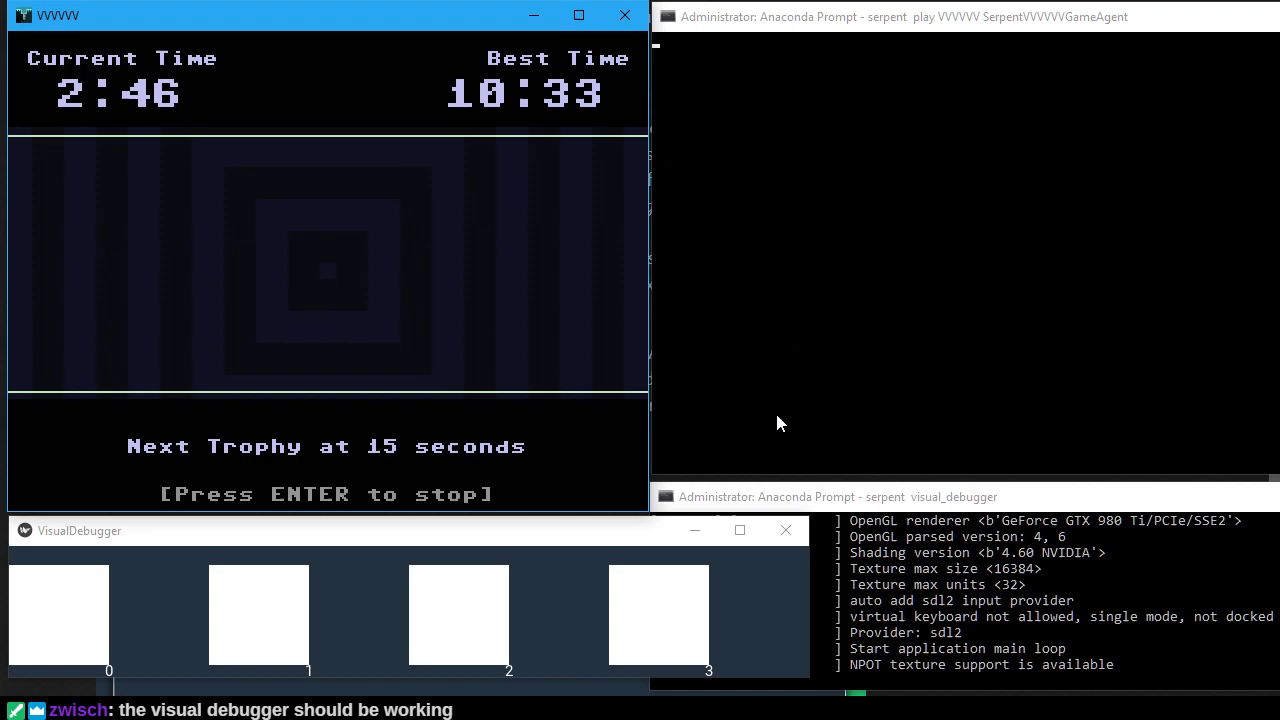 VVVVVV
Current Time
Best Time
2:46
10:33
Next Trophy at 15 seconds
[Press ENTER to stop]
Administrator: Anaconda Prompt - serpent play VVVVVV SerpentVVVVVVGameAgent
Administrator: Anaconda Prompt - serpent visual_debugger
] OpenGL renderer <b'GeForce GTX 980 Ti/PCIe/SSE2'>
] OpenGL parsed version: 4, 6
] Shading version <b'4.60 NVIDIA'>
] Texture max size <16384>
] Texture max units <32>
] auto add sdl2 input provider
] virtual keyboard not allowed, single mode, not docked
] Provider: sdl2
] Start application main loop
] NPOT texture support is available
VisualDebugger
0
1
2
3
zwisch: the visual debugger should be working